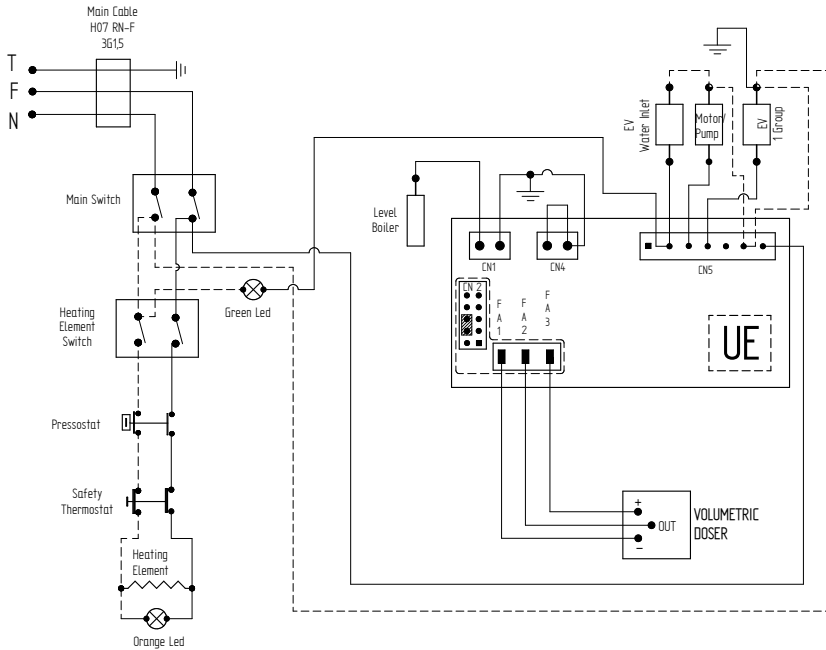 Main Cable
H07 RN-F
3G1,5
T
F
N
Main Switch
Heating
Element
Switch
Green Led
Pressostat
Safety
Thermostat
Heating
Element
Orange Led
Level
Boiler
EV
Water Inlet
Motor/
Pump
EV
1 Group
CN1
CN4
CN5
CN 2
F
A
1
F
A
2
F
A
3
UE
+
OUT
-
VOLUMETRIC
DOSER